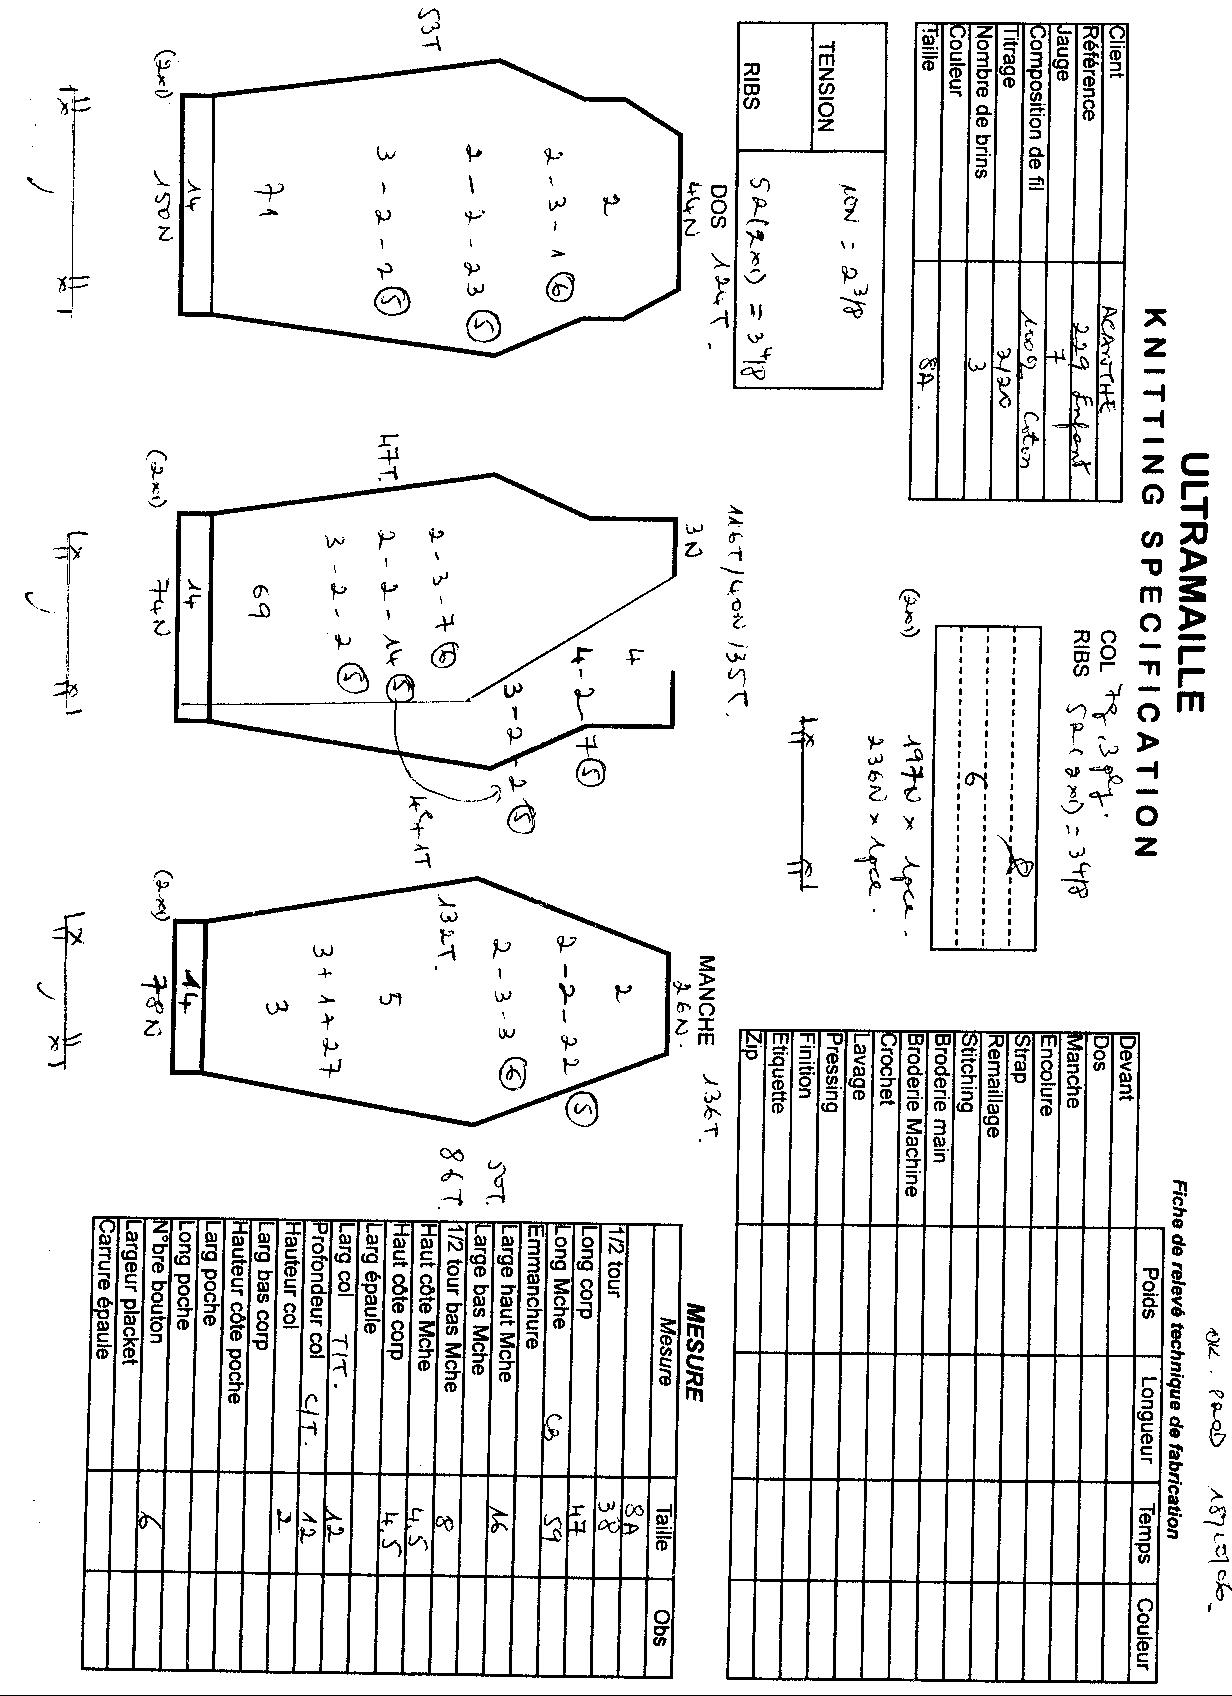 OK. PROD 18/10/06
ULTRAMAILLE
KNITTING SPECIFICATION
Client ACANTHE
Référence 229 Enfant
Jauge 7
Composition de fil 100% Coton
Titrage 2/20
Nombre de brins 3
Couleur
Taille 8A
COL 7g, 3 ply.
RIBS 5R(2x1) = 3 4/8
6
(2x1) 197N x 1pce.
236N x 1pce.
Fiche de relevé technique de fabrication
Poids Longueur Temps Couleur
Devant
Dos
Manche
Encolure
Strap
Remaillage
Stitching
Broderie main
Broderie Machine
Crochet
Lavage
Pressing
Finition
Etiquette
Zip
TENSION 10N = 2 3/8
RIBS 5R(2x1) = 3 4/8
DOS 124T.
44N
2
2 - 3 - 1 (6)
2 - 2 - 23 (5)
53T
3 - 2 - 2 (5)
71
14
(2x1) 150N
116T/40N/35T.
3N
4
4 - 2 - 7 (5)
3 - 2 - 2 (5)
2 - 3 - 7 (6)
4e+1T
2 - 2 - 14 (5)
47T.
3 - 2 - 2 (5)
69
14
(2x1) 74N
MANCHE 136T.
26N.
2
2 - 2 - 22 (5)
2 - 3 - 3 (6)
50T.
132T. 86T.
5
3 + 1 + 27
3
14
(2x1) 78N
MESURE
Mesure Taille Obs
8A
1/2 tour 38
Long corp 47
Long Mche CB 59
Emmanchure
Large haut Mche 16
Large bas Mche
1/2 tour bas Mche 8
Haut côte Mche 4,5
Haut côte corp 4,5
Larg épaule
Larg col T/T. 12
Profondeur col C/T. 12
Hauteur col 2
Larg bas corp
Hauteur côte poche
Larg poche
Long poche
N°bre bouton 6
Largeur placket
Carrure épaule